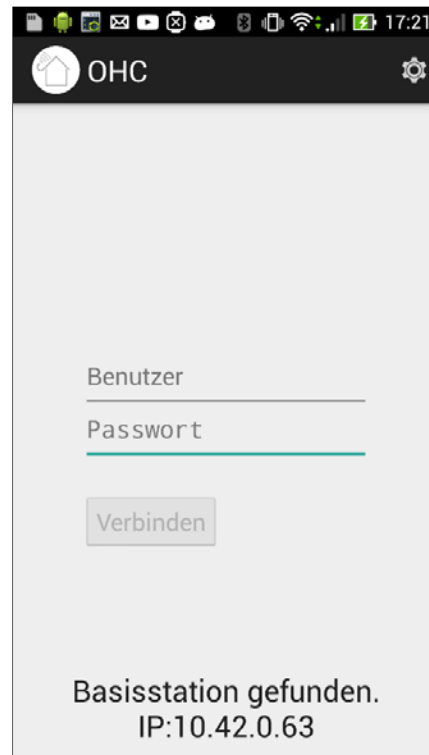 17:21
OHC
Benutzer
Passwort
Verbinden
Basisstation gefunden.
IP:10.42.0.63